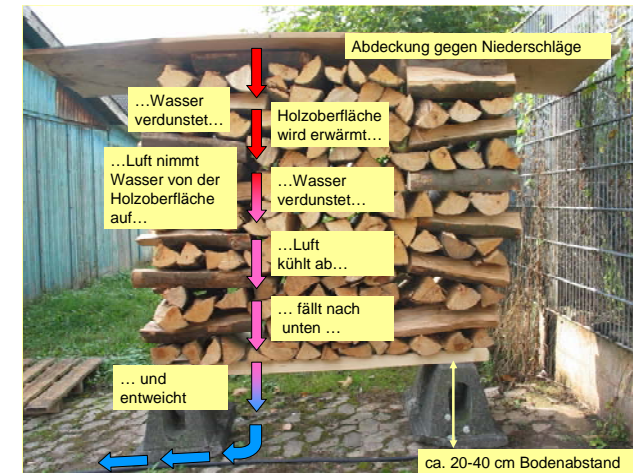 Abdeckung gegen Niederschläge
…Wasser
verdunstet…
Holzoberfläche
wird erwärmt…
…Luft nimmt
Wasser von der
Holzoberfläche
auf…
…Wasser
verdunstet…
…Luft
kühlt ab…
… fällt nach
unten …
… und
entweicht
ca. 20-40 cm Bodenabstand